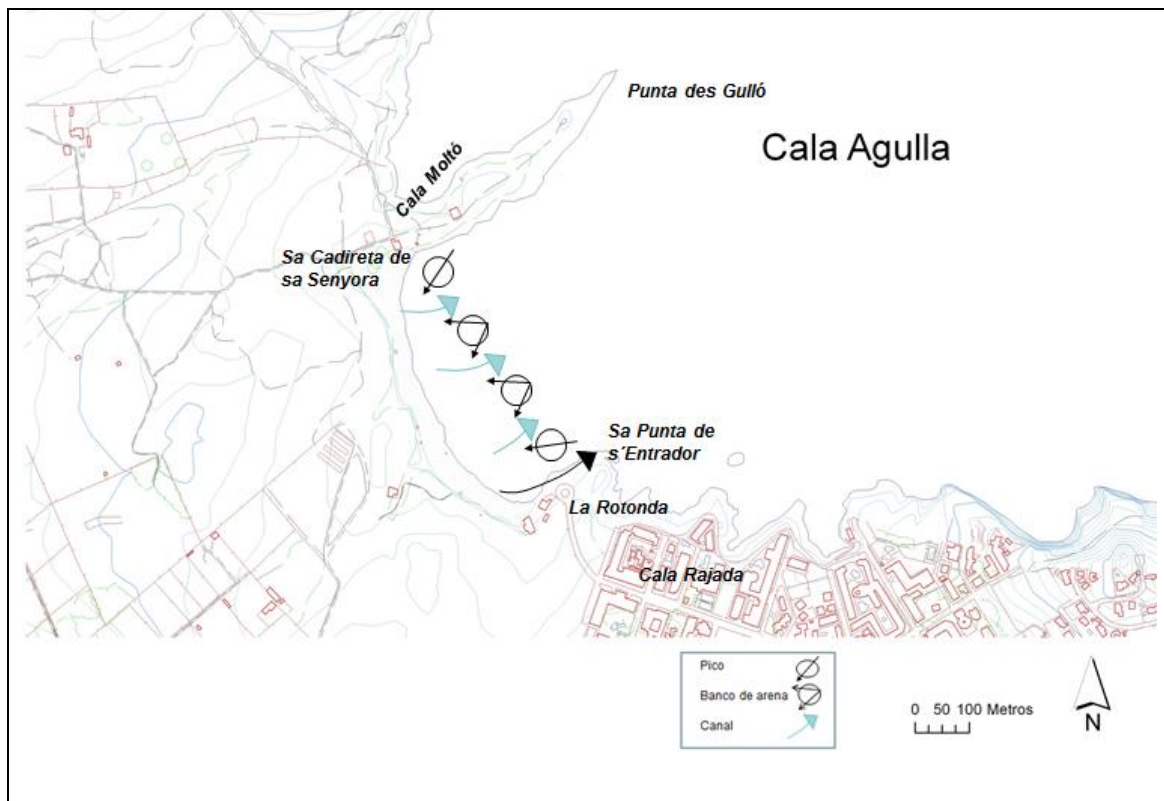 Punta des Gulló
Cala Agulla
Cala Moltó
Sa Cadireta de
sa Senyora
Sa Punta de
s´Entrador
La Rotonda
Cala Rajada
Pico
Banco de arena
Canal
0 50 100 Metros
N